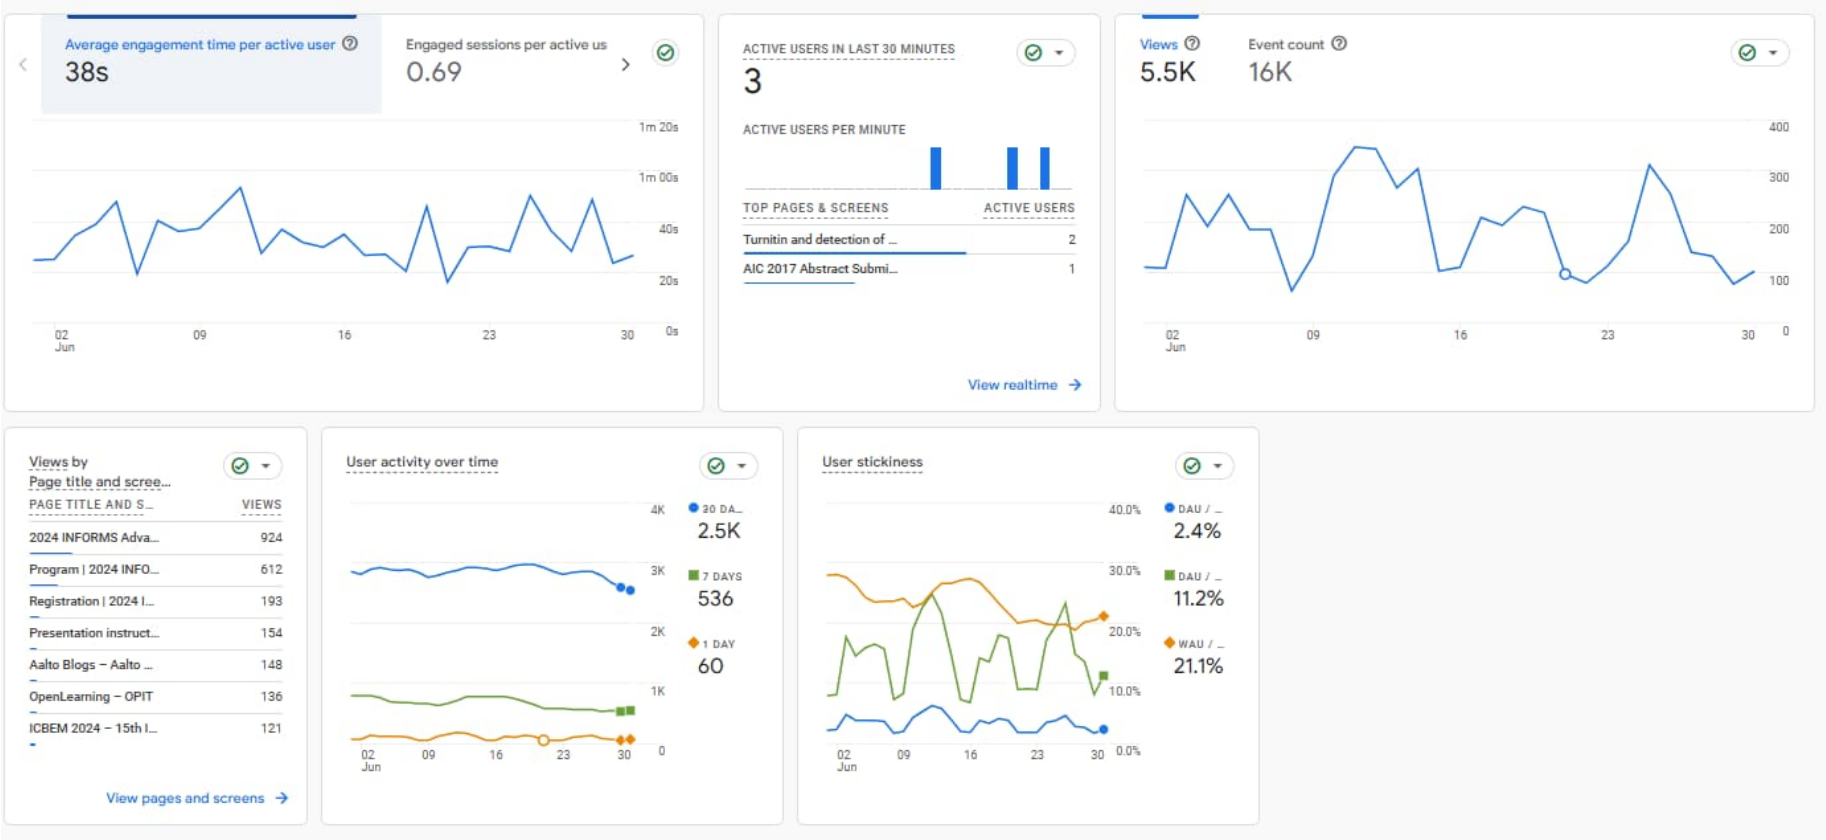 Average engagement time per active user
38s
Engaged sessions per active us
0.69
1m 20s
1m 00s
40s
20s
0s
02
Jun
09
16
23
30
ACTIVE USERS IN LAST 30 MINUTES
3
ACTIVE USERS PER MINUTE
TOP PAGES & SCREENS ACTIVE USERS
Turnitin and detection of ... 2
AIC 2017 Abstract Submi... 1
View realtime
Views
5.5K
Event count
16K
400
300
200
100
0
02
Jun
09
16
23
30
Views by
Page title and scree...
PAGE TITLE AND S... VIEWS
2024 INFORMS Adva... 924
Program | 2024 INFO... 612
Registration | 2024 I... 193
Presentation instruct... 154
Aalto Blogs – Aalto ... 148
OpenLearning – OPIT 136
ICBEM 2024 – 15th I... 121
View pages and screens
User activity over time
4K
3K
2K
1K
0
02
Jun
09
16
23
30
30 DA...
2.5K
7 DAYS
536
1 DAY
60
User stickiness
40.0%
30.0%
20.0%
10.0%
0.0%
02
Jun
09
16
23
30
DAU / ...
2.4%
DAU / ...
11.2%
WAU / ...
21.1%